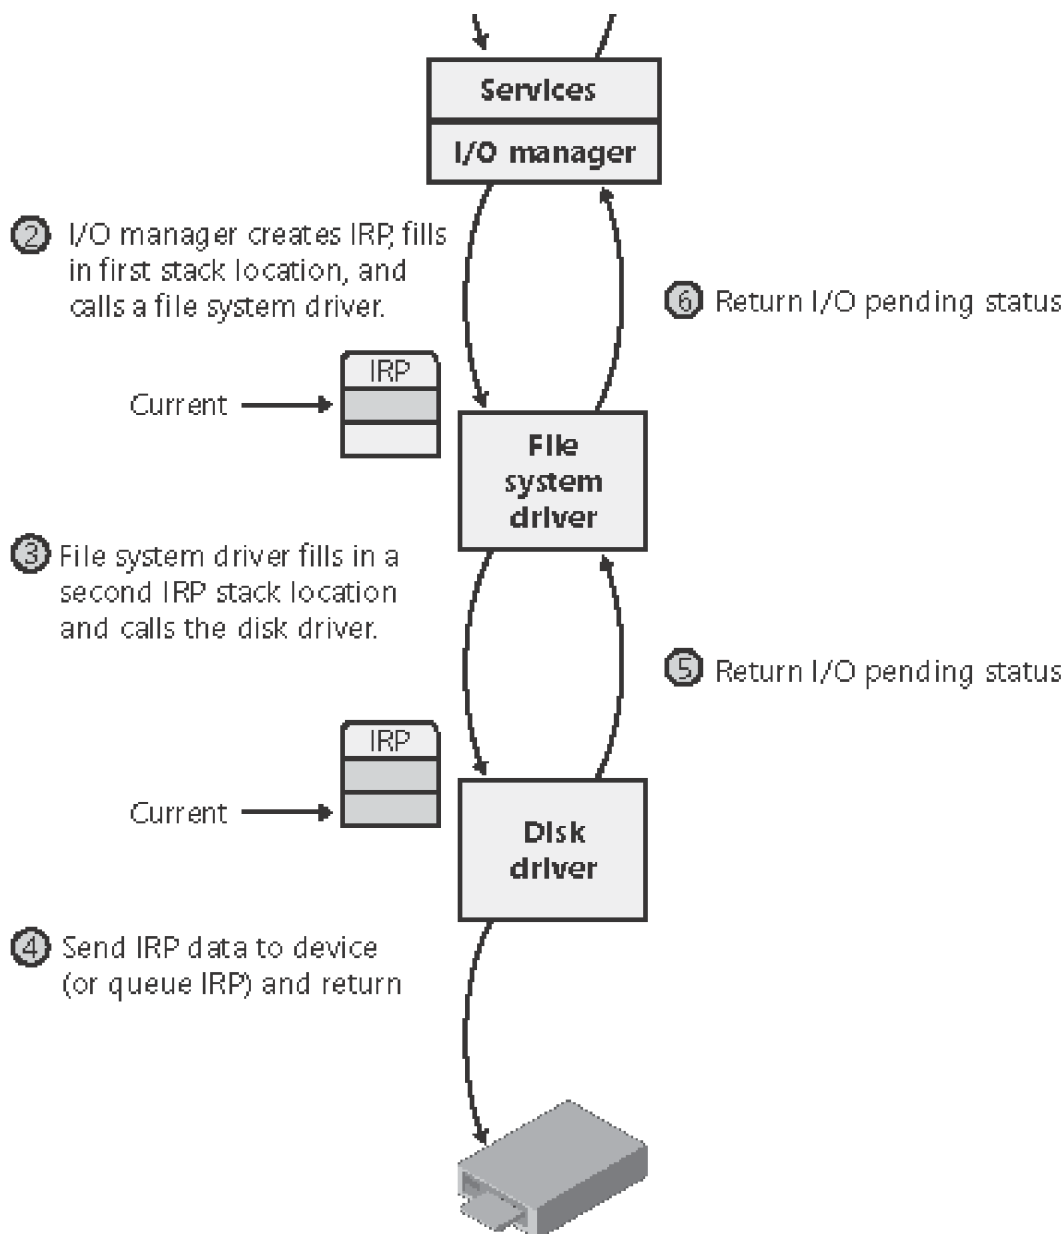 Services
I/O manager
2 I/O manager creates IRP, fills
in first stack location, and
calls a file system driver.
6 Return I/O pending status
IRP
Current
File
system
driver
3 File system driver fills in a
second IRP stack location
and calls the disk driver.
5 Return I/O pending status
IRP
Current
Disk
driver
4 Send IRP data to device
(or queue IRP) and return